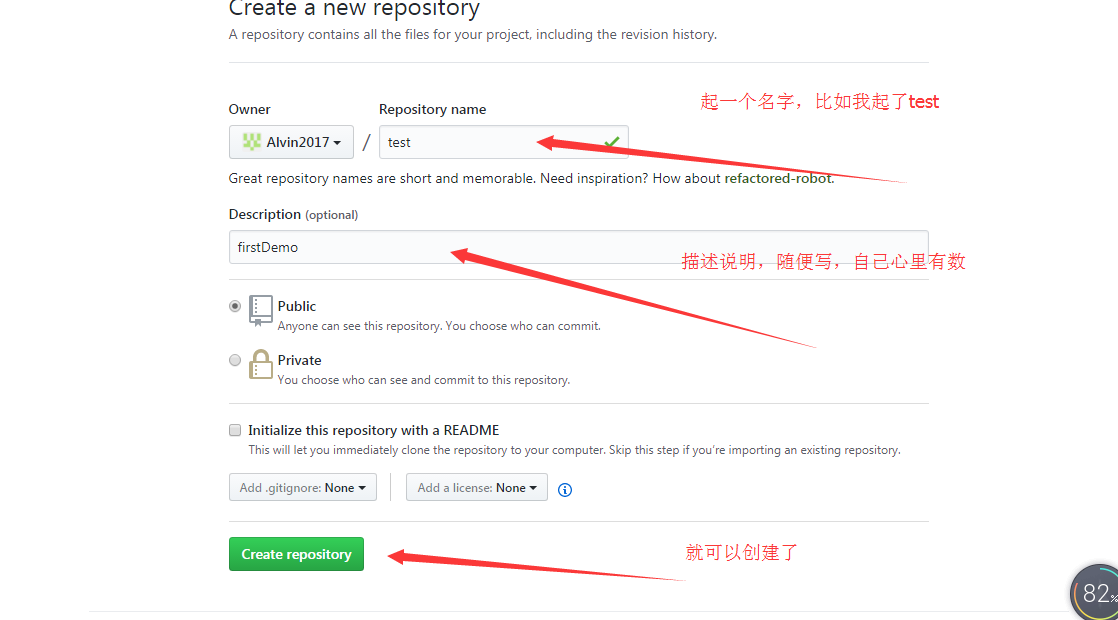 Create a new repository
A repository contains all the files for your project, including the revision history.
起一个名字，比如我起了test
Owner
Repository name
Alvin2017
/
test
Great repository names are short and memorable. Need inspiration? How about refactored-robot.
Description (optional)
firstDemo
描述说明，随便写，自己心里有数
Public
Anyone can see this repository. You choose who can commit.
Private
You choose who can see and commit to this repository.
Initialize this repository with a README
This will let you immediately clone the repository to your computer. Skip this step if you're importing an existing repository.
Add .gitignore: None
Add a license: None
Create repository
就可以创建了
82%